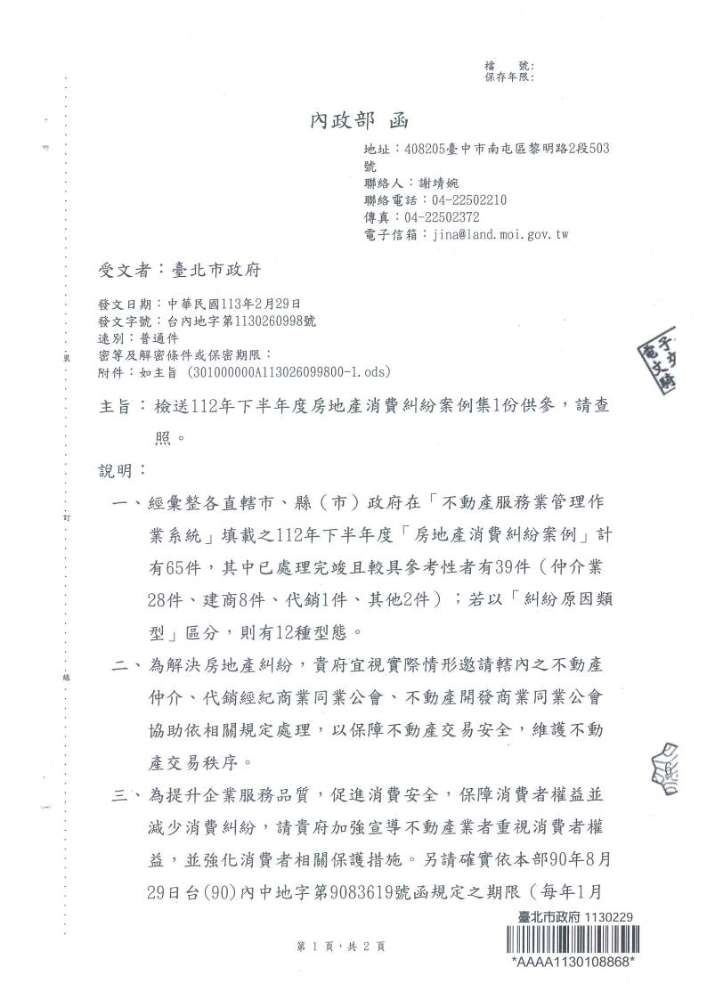 檔　　號：
保存年限：
內政部 函
地址：408205臺中市南屯區黎明路2段503
號
聯絡人：謝靖婉
聯絡電話：04-22502210
傳真：04-22502372
電子信箱：jina@land.moi.gov.tw
受文者：臺北市政府
發文日期：中華民國113年2月29日
發文字號：台內地字第1130260998號
速別：普通件
密等及解密條件或保密期限：
附件：如主旨 (301000000A113026099800-1.ods)
主旨：檢送112年下半年度房地產消費糾紛案例集1份供參，請查
照。
說明：
一、經彙整各直轄市、縣（市）政府在「不動產服務業管理作
業系統」填載之112年下半年度「房地產消費糾紛案例」計
有65件，其中已處理完竣且較具參考性者有39件（仲介業
28件、建商8件、代銷1件、其他2件）；若以「糾紛原因類
型」區分，則有12種型態。
二、為解決房地產糾紛，貴府宜視實際情形邀請轄內之不動產
仲介、代銷經紀商業同業公會、不動產開發商業同業公會
協助依相關規定處理，以保障不動產交易安全，維護不動
產交易秩序。
三、為提升企業服務品質，促進消費安全，保障消費者權益並
減少消費糾紛，請貴府加強宣導不動產業者重視消費者權
益，並強化消費者相關保護措施。另請確實依本部90年8月
29日台(90)內中地字第9083619號函規定之期限（每年1月
裝
訂
線
電子
文
騎
第 1 頁，共 2 頁
臺北市政府 1130229
*AAAA1130108868*